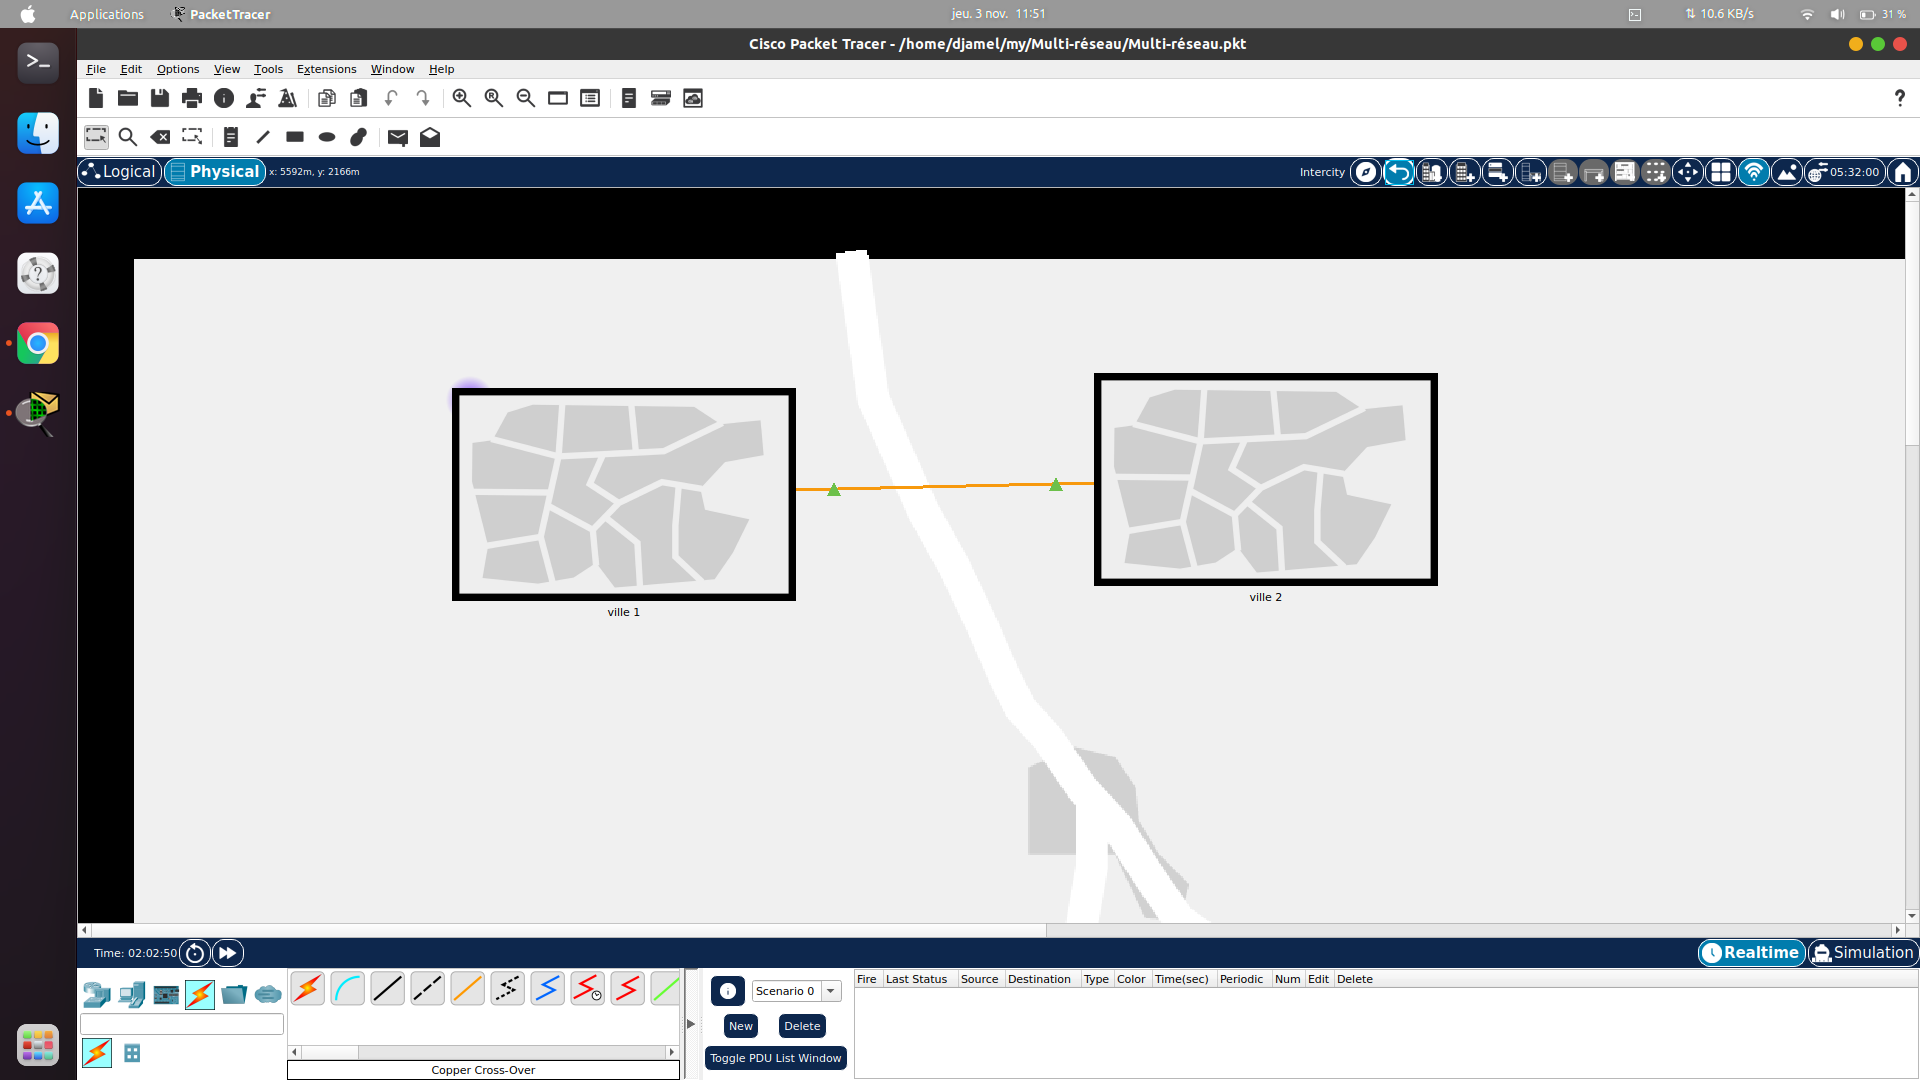 Applications PacketTracer jeu. 3 nov. 11:51 10.6 KB/s 31 %
Cisco Packet Tracer - /home/djamel/my/Multi-réseau/Multi-réseau.pkt
File Edit Options View Tools Extensions Window Help
Logical Physical x: 5592m, y: 2166m Intercity 05:32:00
ville 1
ville 2
Time: 02:02:50 Realtime Simulation
Scenario 0 Fire Last Status Source Destination Type Color Time(sec) Periodic Num Edit Delete
New Delete
Toggle PDU List Window
Copper Cross-Over